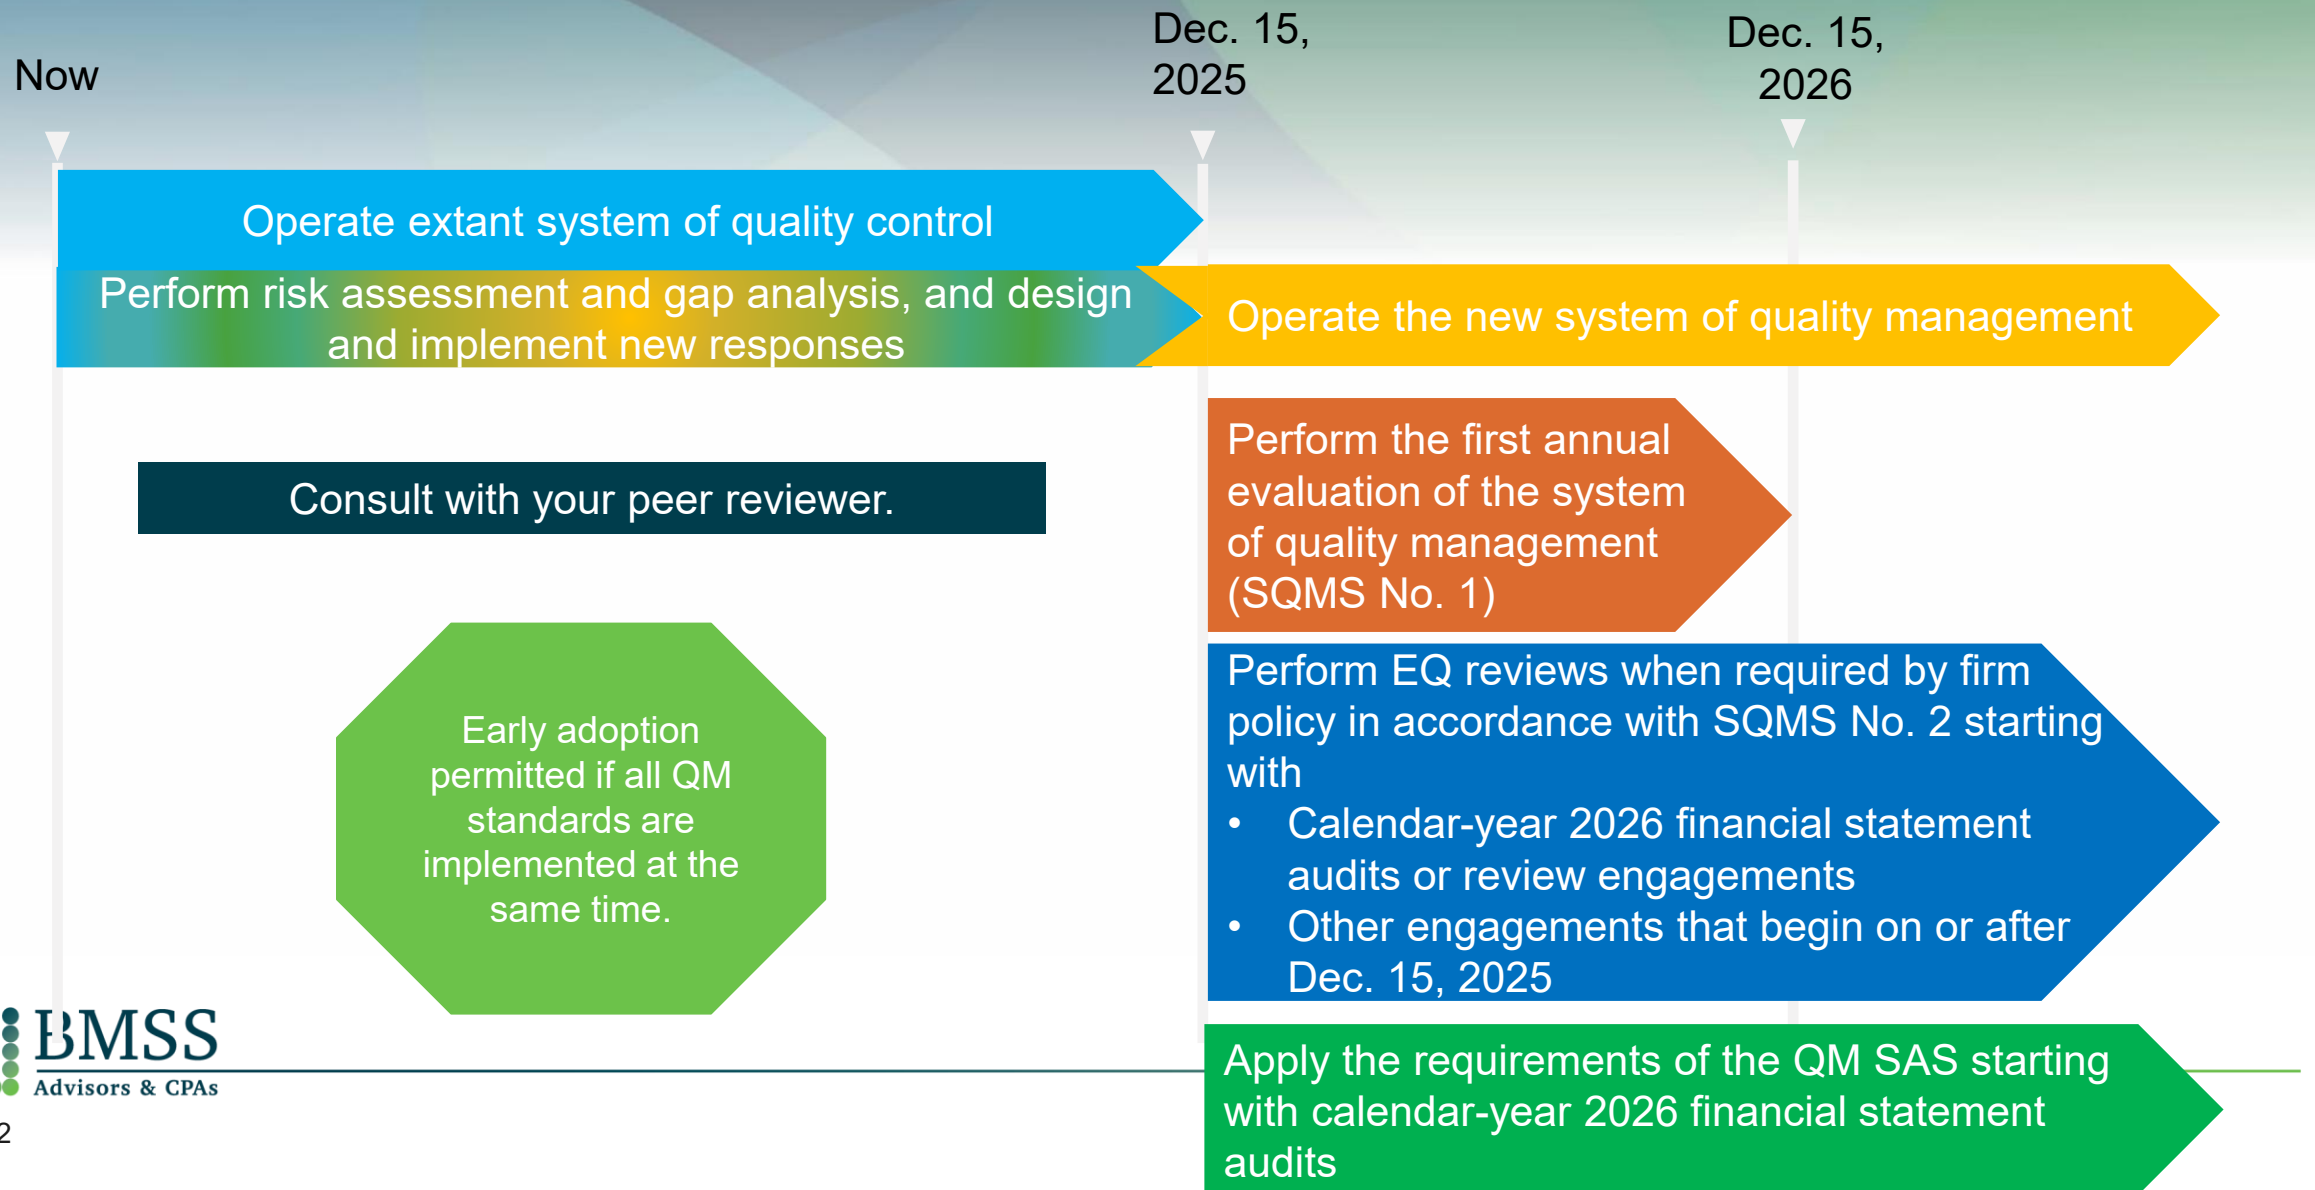 Now
Dec. 15,
2025
Dec. 15,
2026
Operate extant system of quality control
Perform risk assessment and gap analysis, and design
and implement new responses
Operate the new system of quality management
Consult with your peer reviewer.
Perform the first annual
evaluation of the system
of quality management
(SQMS No. 1)
Early adoption
permitted if all QM
standards are
implemented at the
same time.
Perform EQ reviews when required by firm
policy in accordance with SQMS No. 2 starting
with
• Calendar-year 2026 financial statement
audits or review engagements
• Other engagements that begin on or after
Dec. 15, 2025
Apply the requirements of the QM SAS starting
with calendar-year 2026 financial statement
audits
BMSS
Advisors & CPAs
2